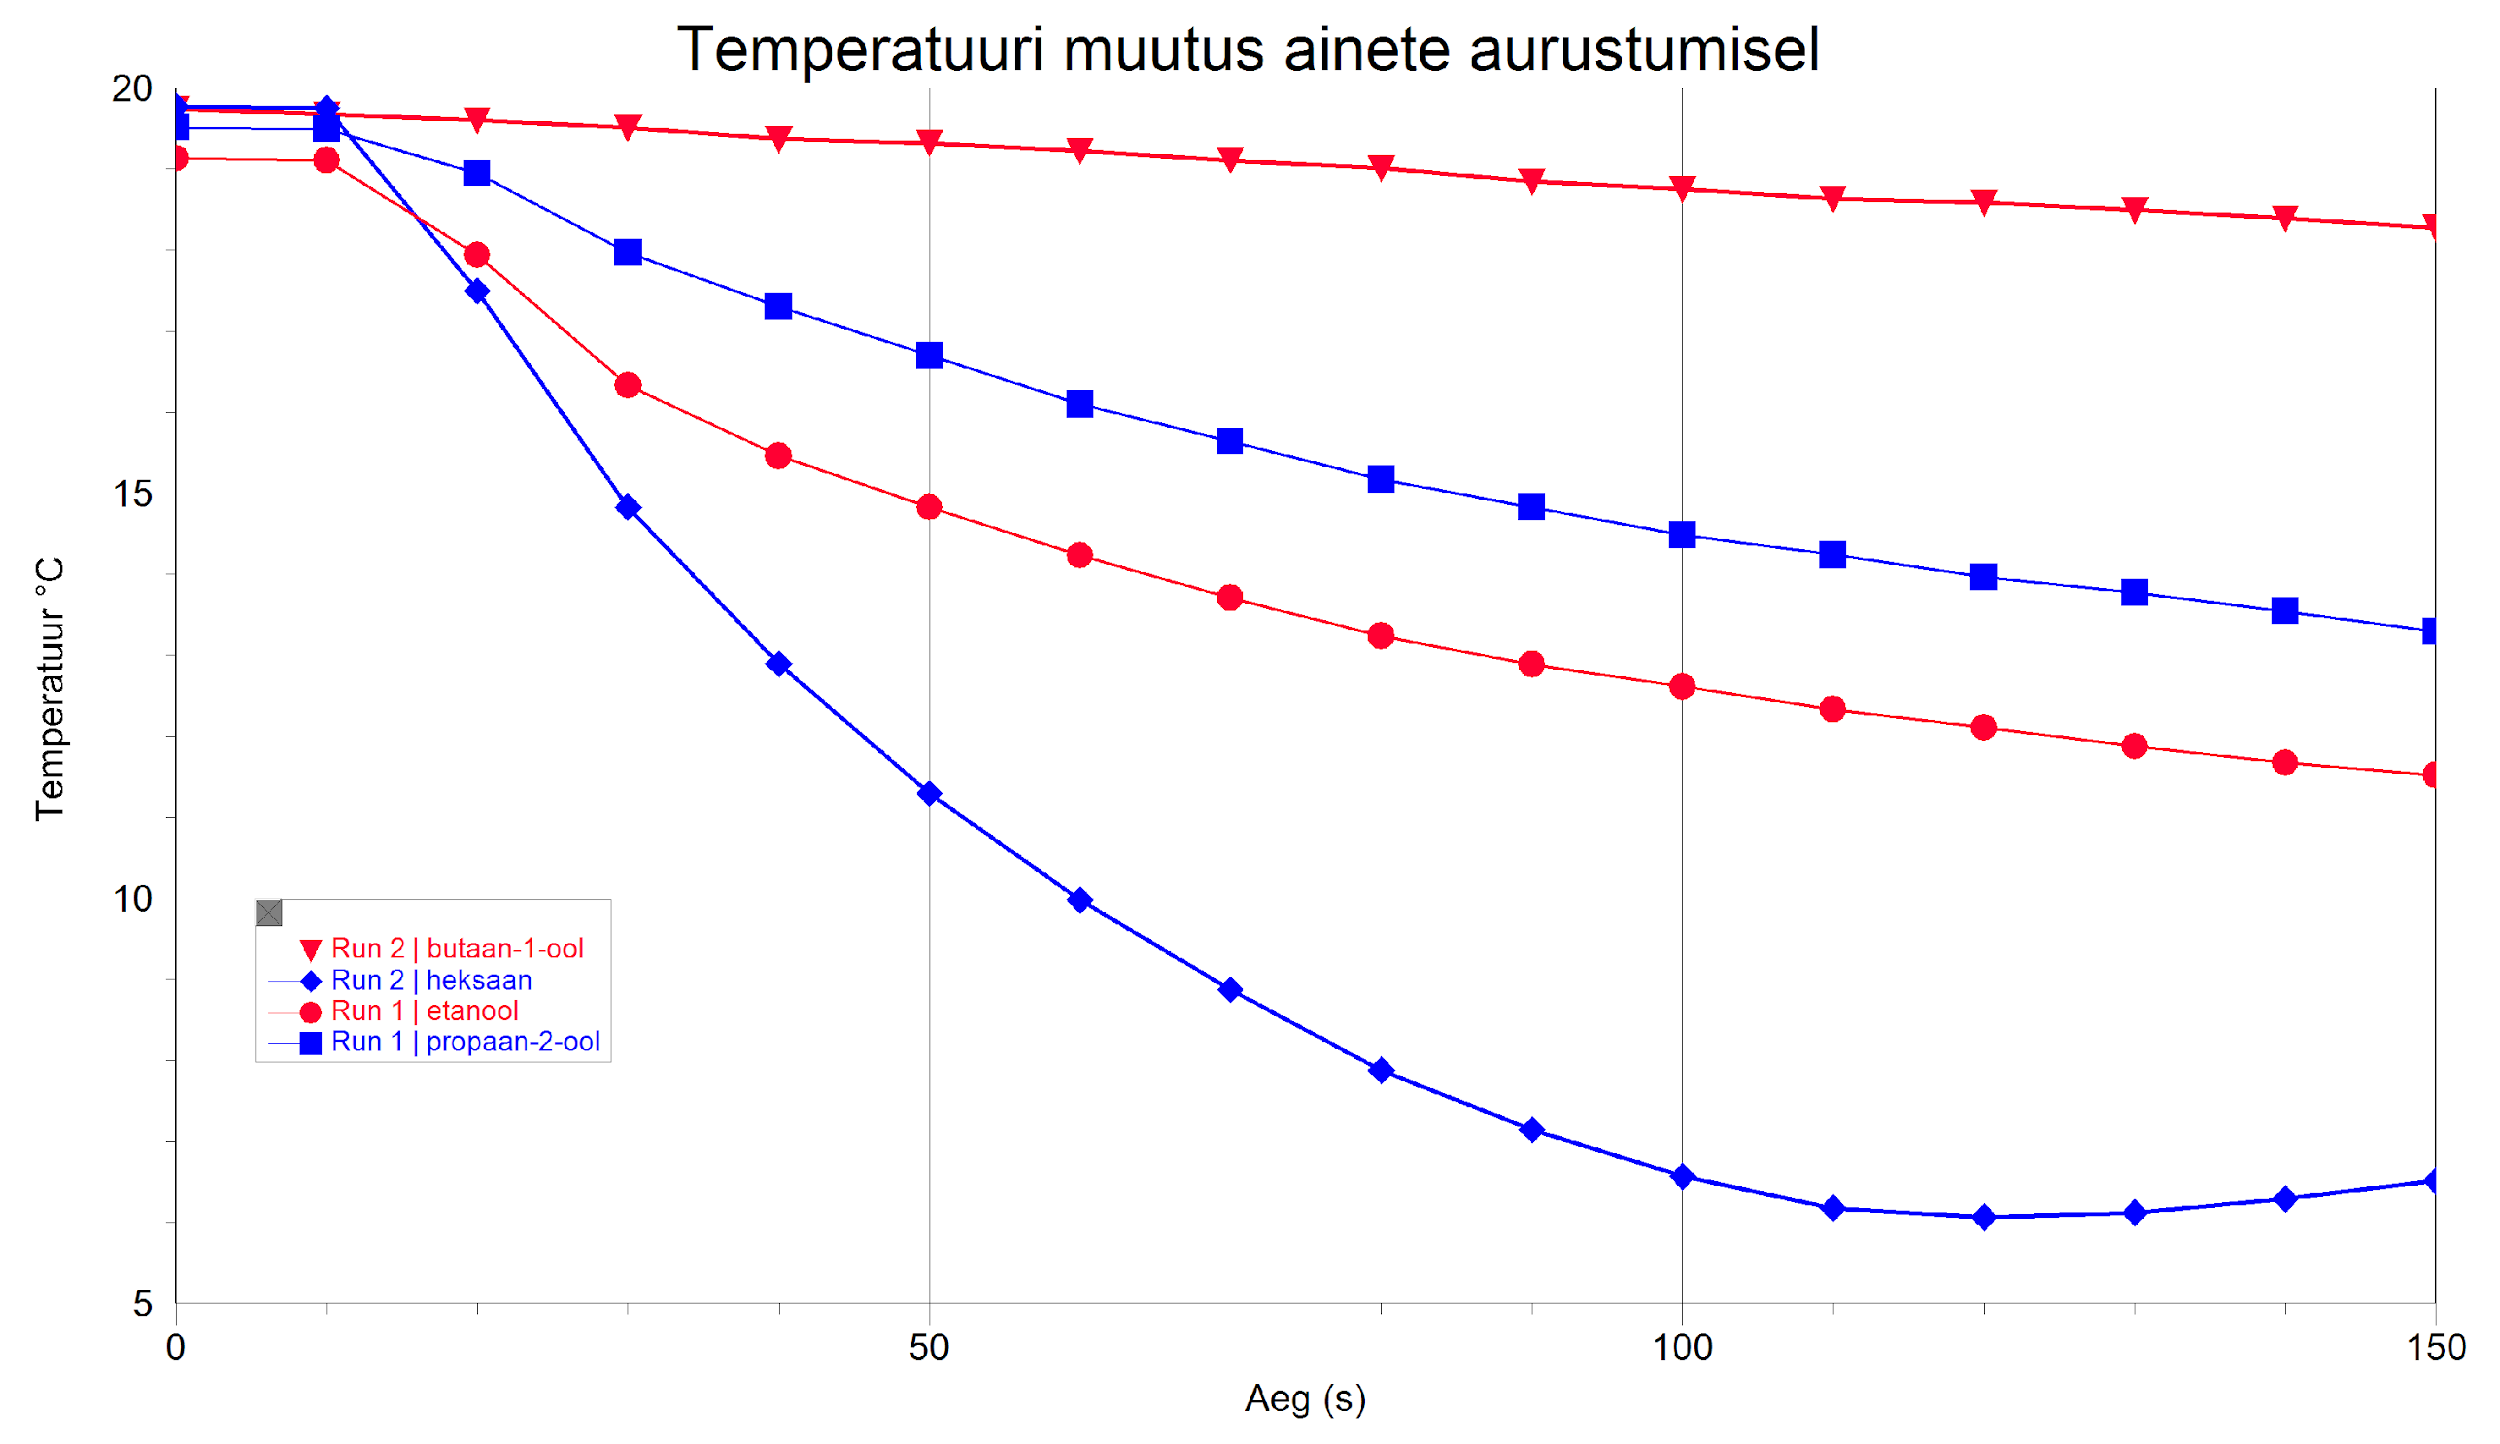 Temperatuuri muutus ainete aurustumisel
20
15
10
5
Temperatuur °C
Run 2 | butaan-1-ool
Run 2 | heksaan
Run 1 | etanool
Run 1 | propaan-2-ool
0 50 100 150
Aeg (s)